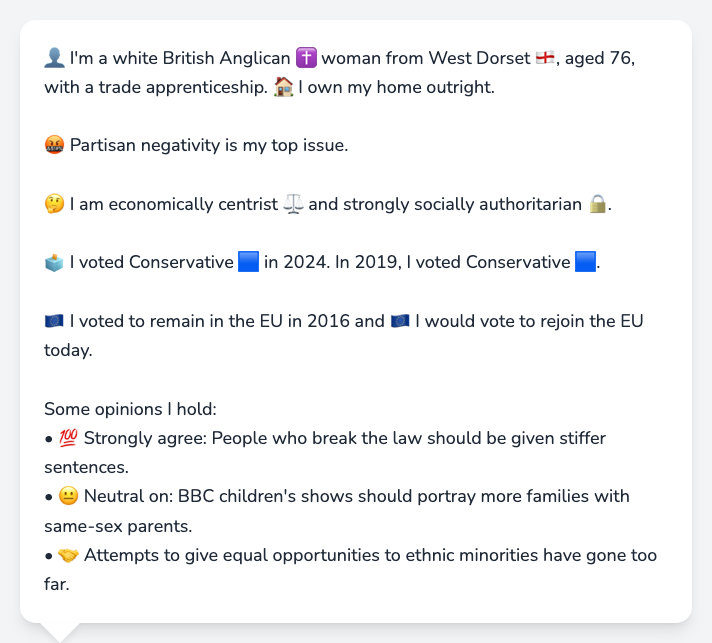 👤 I'm a white British Anglican ✝️ woman from West Dorset 🏴󠁧󠁢󠁥󠁮󠁧󠁿, aged 76,
with a trade apprenticeship. 🏠 I own my home outright.
🤬 Partisan negativity is my top issue.
🤔 I am economically centrist ⚖️ and strongly socially authoritarian 🔒.
🗳️ I voted Conservative 🟦 in 2024. In 2019, I voted Conservative 🟦.
🇪🇺 I voted to remain in the EU in 2016 and 🇪🇺 I would vote to rejoin the EU
today.
Some opinions I hold:
• 💯 Strongly agree: People who break the law should be given stiffer
sentences.
• 😐 Neutral on: BBC children's shows should portray more families with
same-sex parents.
• 🤝 Attempts to give equal opportunities to ethnic minorities have gone too
far.